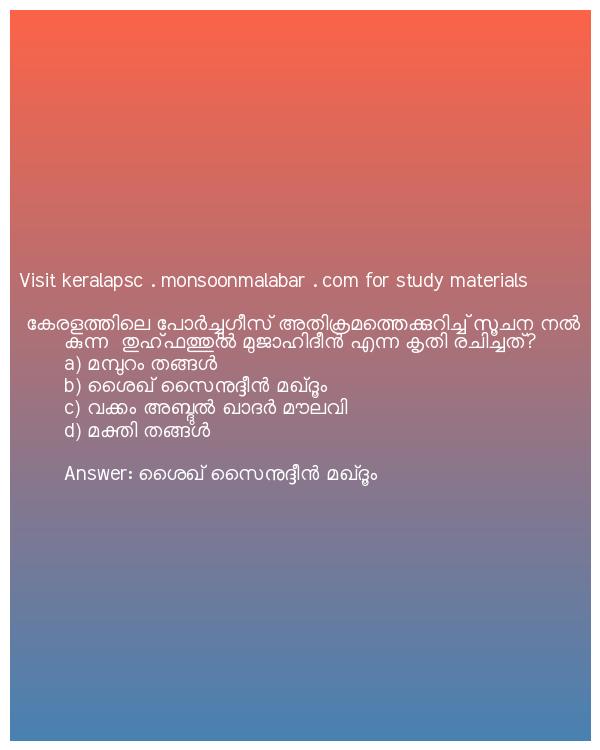 Visit keralapsc . monsoonmalabar . com for study materials
കേരളത്തിലെ പോർച്ചുഗീസ് അതിക്രമത്തെക്കുറിച്ച് സൂചന നൽ
കുന്ന തുഹ്ഫത്തുൽ മുജാഹിദീൻ എന്ന കൃതി രചിച്ചത്?
a) മമ്പുറം തങ്ങൾ
b) ശൈഖ് സൈനുദ്ദീൻ മഖ്ദൂം
c) വക്കം അബ്ദുൽ ഖാദർ മൗലവി
d) മക്തി തങ്ങൾ
Answer: ശൈഖ് സൈനുദ്ദീൻ മഖ്ദൂം